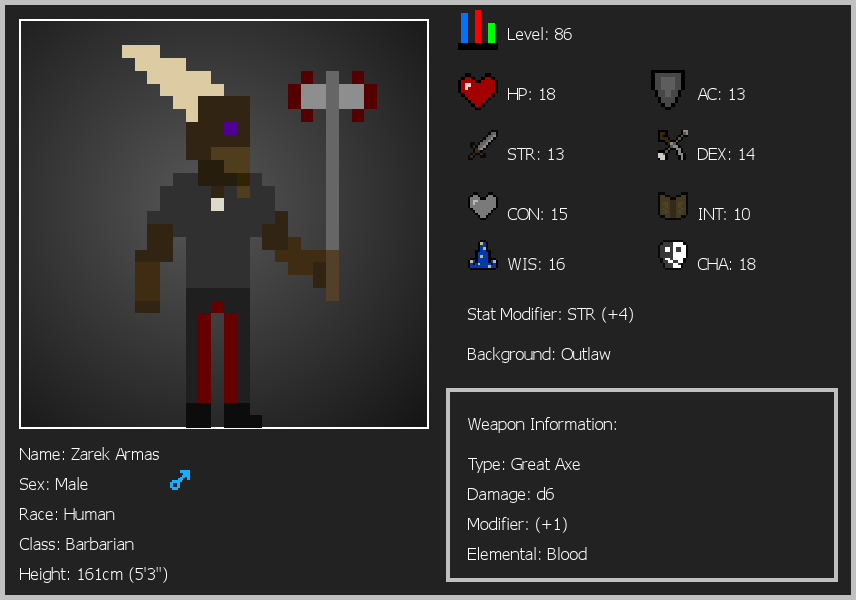 Level: 86
HP: 18
AC: 13
STR: 13
DEX: 14
CON: 15
INT: 10
WIS: 16
CHA: 18
Stat Modifier: STR (+4)
Background: Outlaw
Weapon Information:
Type: Great Axe
Damage: d6
Modifier: (+1)
Elemental: Blood
Name: Zarek Armas
Sex: Male
Race: Human
Class: Barbarian
Height: 161cm (5'3")